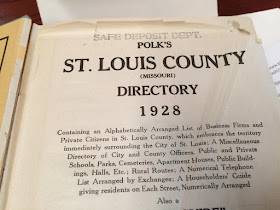 SAFE DEPOSIT DEPT.
POLK'S
ST. LOUIS COUNTY
(MISSOURI)
DIRECTORY
1928
Containing an Alphabetically Arranged List of Business Firms and
Private Citizens in St. Louis County, which embraces the territory
immediately surrounding the City of St. Louis; A Miscellaneous
Directory of City and County Officers, Public and Private
Schools, Parks, Cemeteries, Apartment Houses, Public Build-
ings, Halls, Etc.; Rural Routes; A Numerical Telephone
List Arranged by Exchanges; A Householders' Guide
giving residents on Each Street, Numerically Arranged
Also a